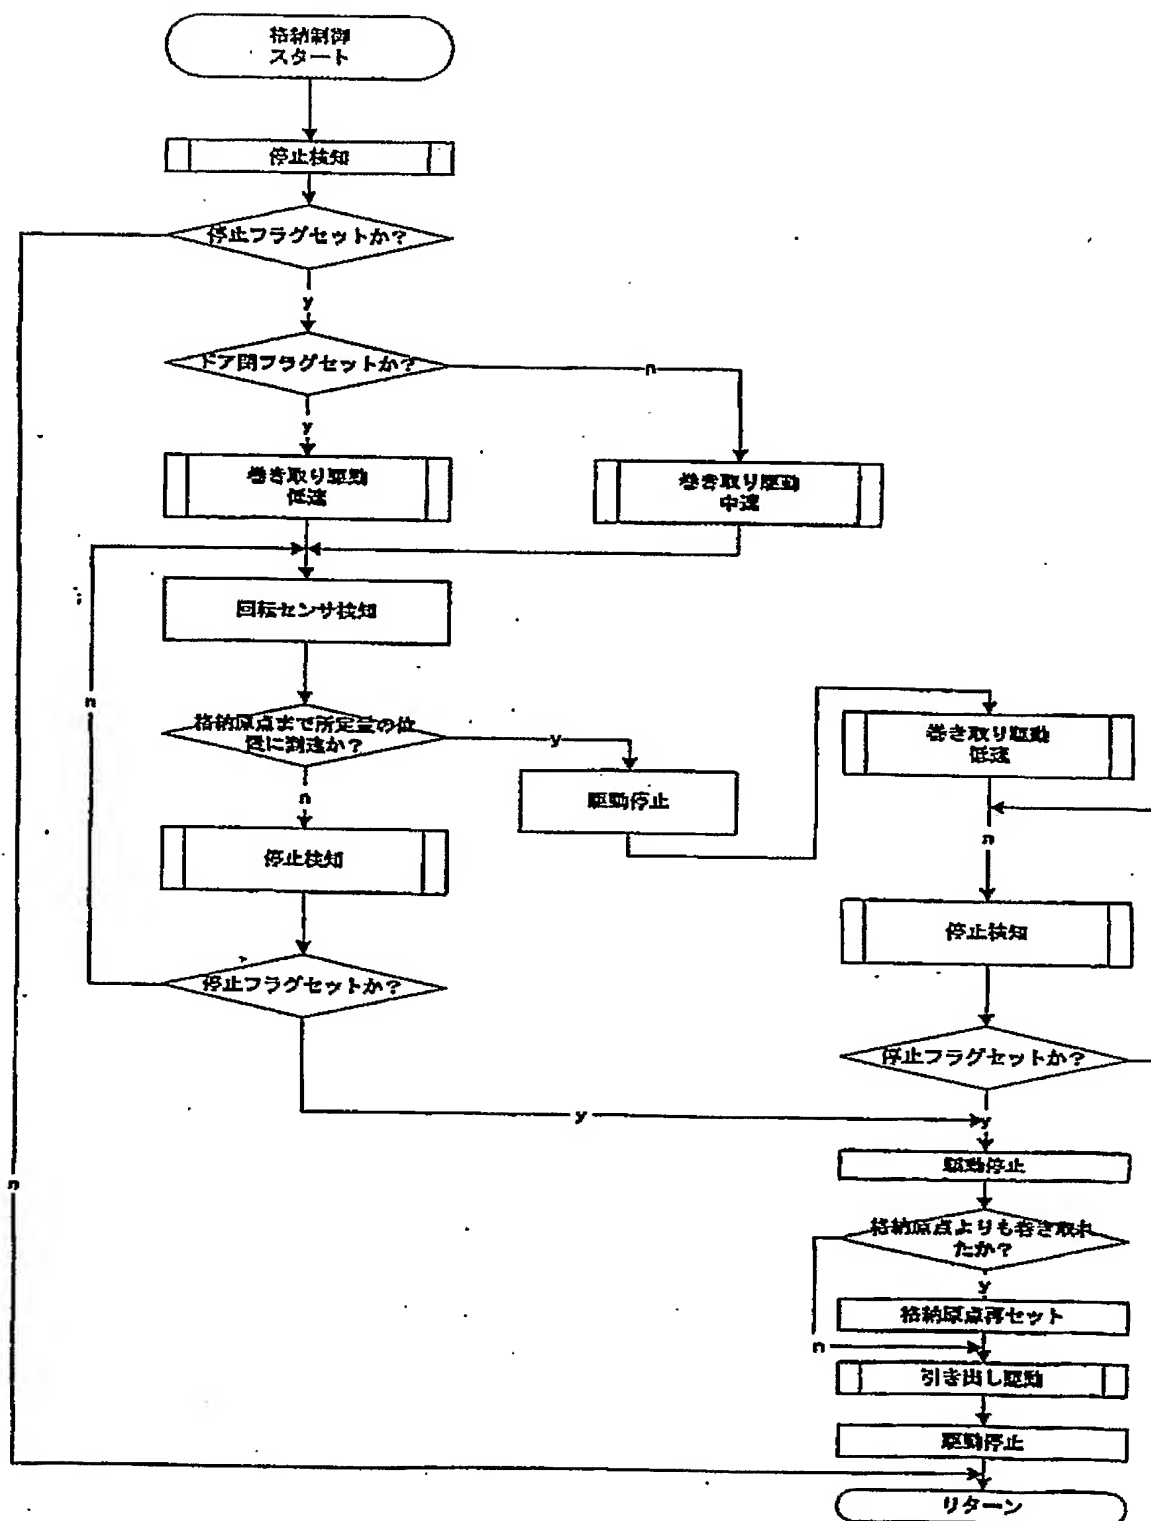 格納制御
スタート
停止検知
停止フラグセットか？
y
ドア閉フラグセットか？
n
y
巻き取り駆動
低速
巻き取り駆動
中速
回転センサ検知
n
格納原点まで所定量の位
置に到達か？
y
n
駆動停止
停止検知
停止フラグセットか？
y
巻き取り駆動
低速
n
停止検知
停止フラグセットか？
y
駆動停止
格納原点よりも巻き取れ
たか？
y
格納原点再セット
n
引き出し駆動
駆動停止
n
リターン